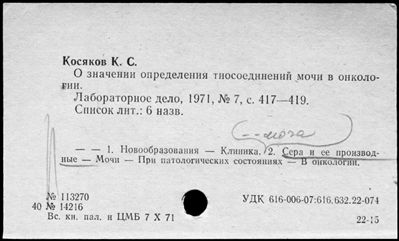 Косяков К. С.
О значении определения тиосоединений мочи в онколо-
гии.
Лабораторное дело, 1971, № 7, с. 417—419.
Список лит.: 6 назв.
(--моча)
— — 1. Новообразования — Клиника. 2. Сера и ее производ-
ные — Мочи — При патологических состояниях — В онкологии.
№ 113270
40 № 14216
УДК 616-006-07:616.632.22-074
Вс. кн. пал. и ЦМБ 7 X 71
22-15